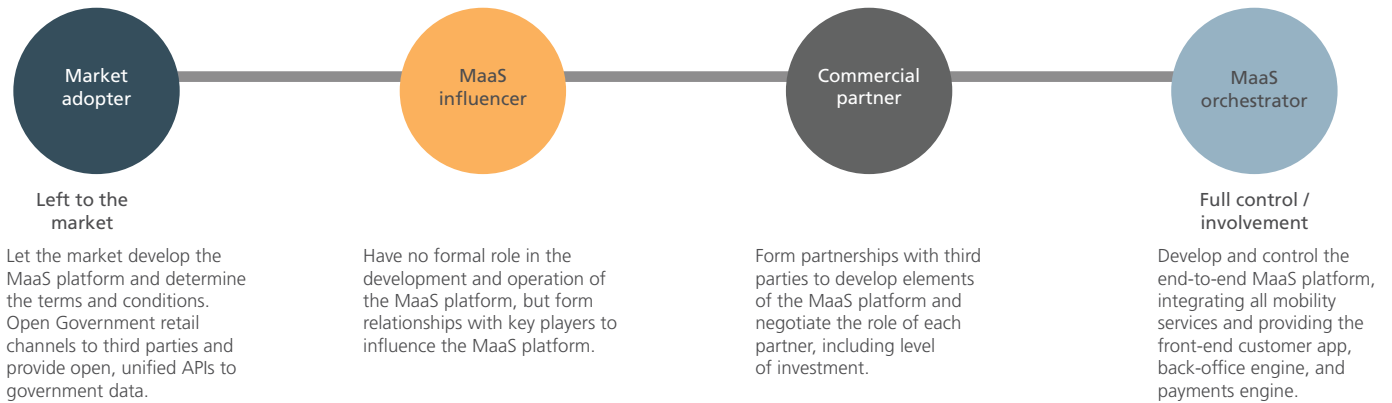 Market
adopter
MaaS
influencer
Commercial
partner
MaaS
orchestrator
Left to the
market
Full control /
involvement
Let the market develop the
MaaS platform and determine
the terms and conditions.
Open Government retail
channels to third parties and
provide open, unified APIs to
government data.
Have no formal role in the
development and operation of
the MaaS platform, but form
relationships with key players to
influence the MaaS platform.
Form partnerships with third
parties to develop elements
of the MaaS platform and
negotiate the role of each
partner, including level
of investment.
Develop and control the
end-to-end MaaS platform,
integrating all mobility
services and providing the
front-end customer app,
back-office engine, and
payments engine.